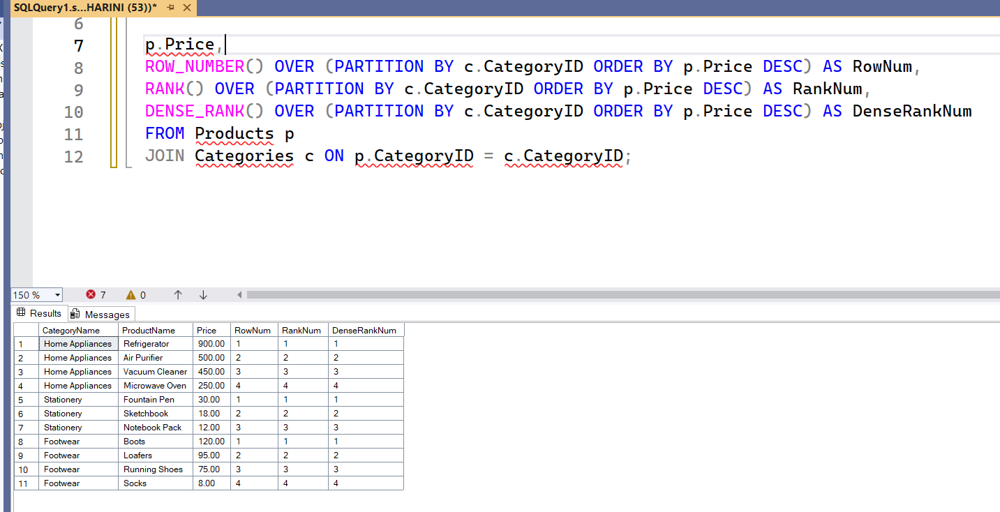 SQLQuery1.s...HARINI (53))*
6
7 p.Price,
8 ROW_NUMBER() OVER (PARTITION BY c.CategoryID ORDER BY p.Price DESC) AS RowNum,
9 RANK() OVER (PARTITION BY c.CategoryID ORDER BY p.Price DESC) AS RankNum,
10 DENSE_RANK() OVER (PARTITION BY c.CategoryID ORDER BY p.Price DESC) AS DenseRankNum
11 FROM Products p
12 JOIN Categories c ON p.CategoryID = c.CategoryID;
150 % 7 0
Results Messages
CategoryName ProductName Price RowNum RankNum DenseRankNum
1 Home Appliances Refrigerator 900.00 1 1 1
2 Home Appliances Air Purifier 500.00 2 2 2
3 Home Appliances Vacuum Cleaner 450.00 3 3 3
4 Home Appliances Microwave Oven 250.00 4 4 4
5 Stationery Fountain Pen 30.00 1 1 1
6 Stationery Sketchbook 18.00 2 2 2
7 Stationery Notebook Pack 12.00 3 3 3
8 Footwear Boots 120.00 1 1 1
9 Footwear Loafers 95.00 2 2 2
10 Footwear Running Shoes 75.00 3 3 3
11 Footwear Socks 8.00 4 4 4